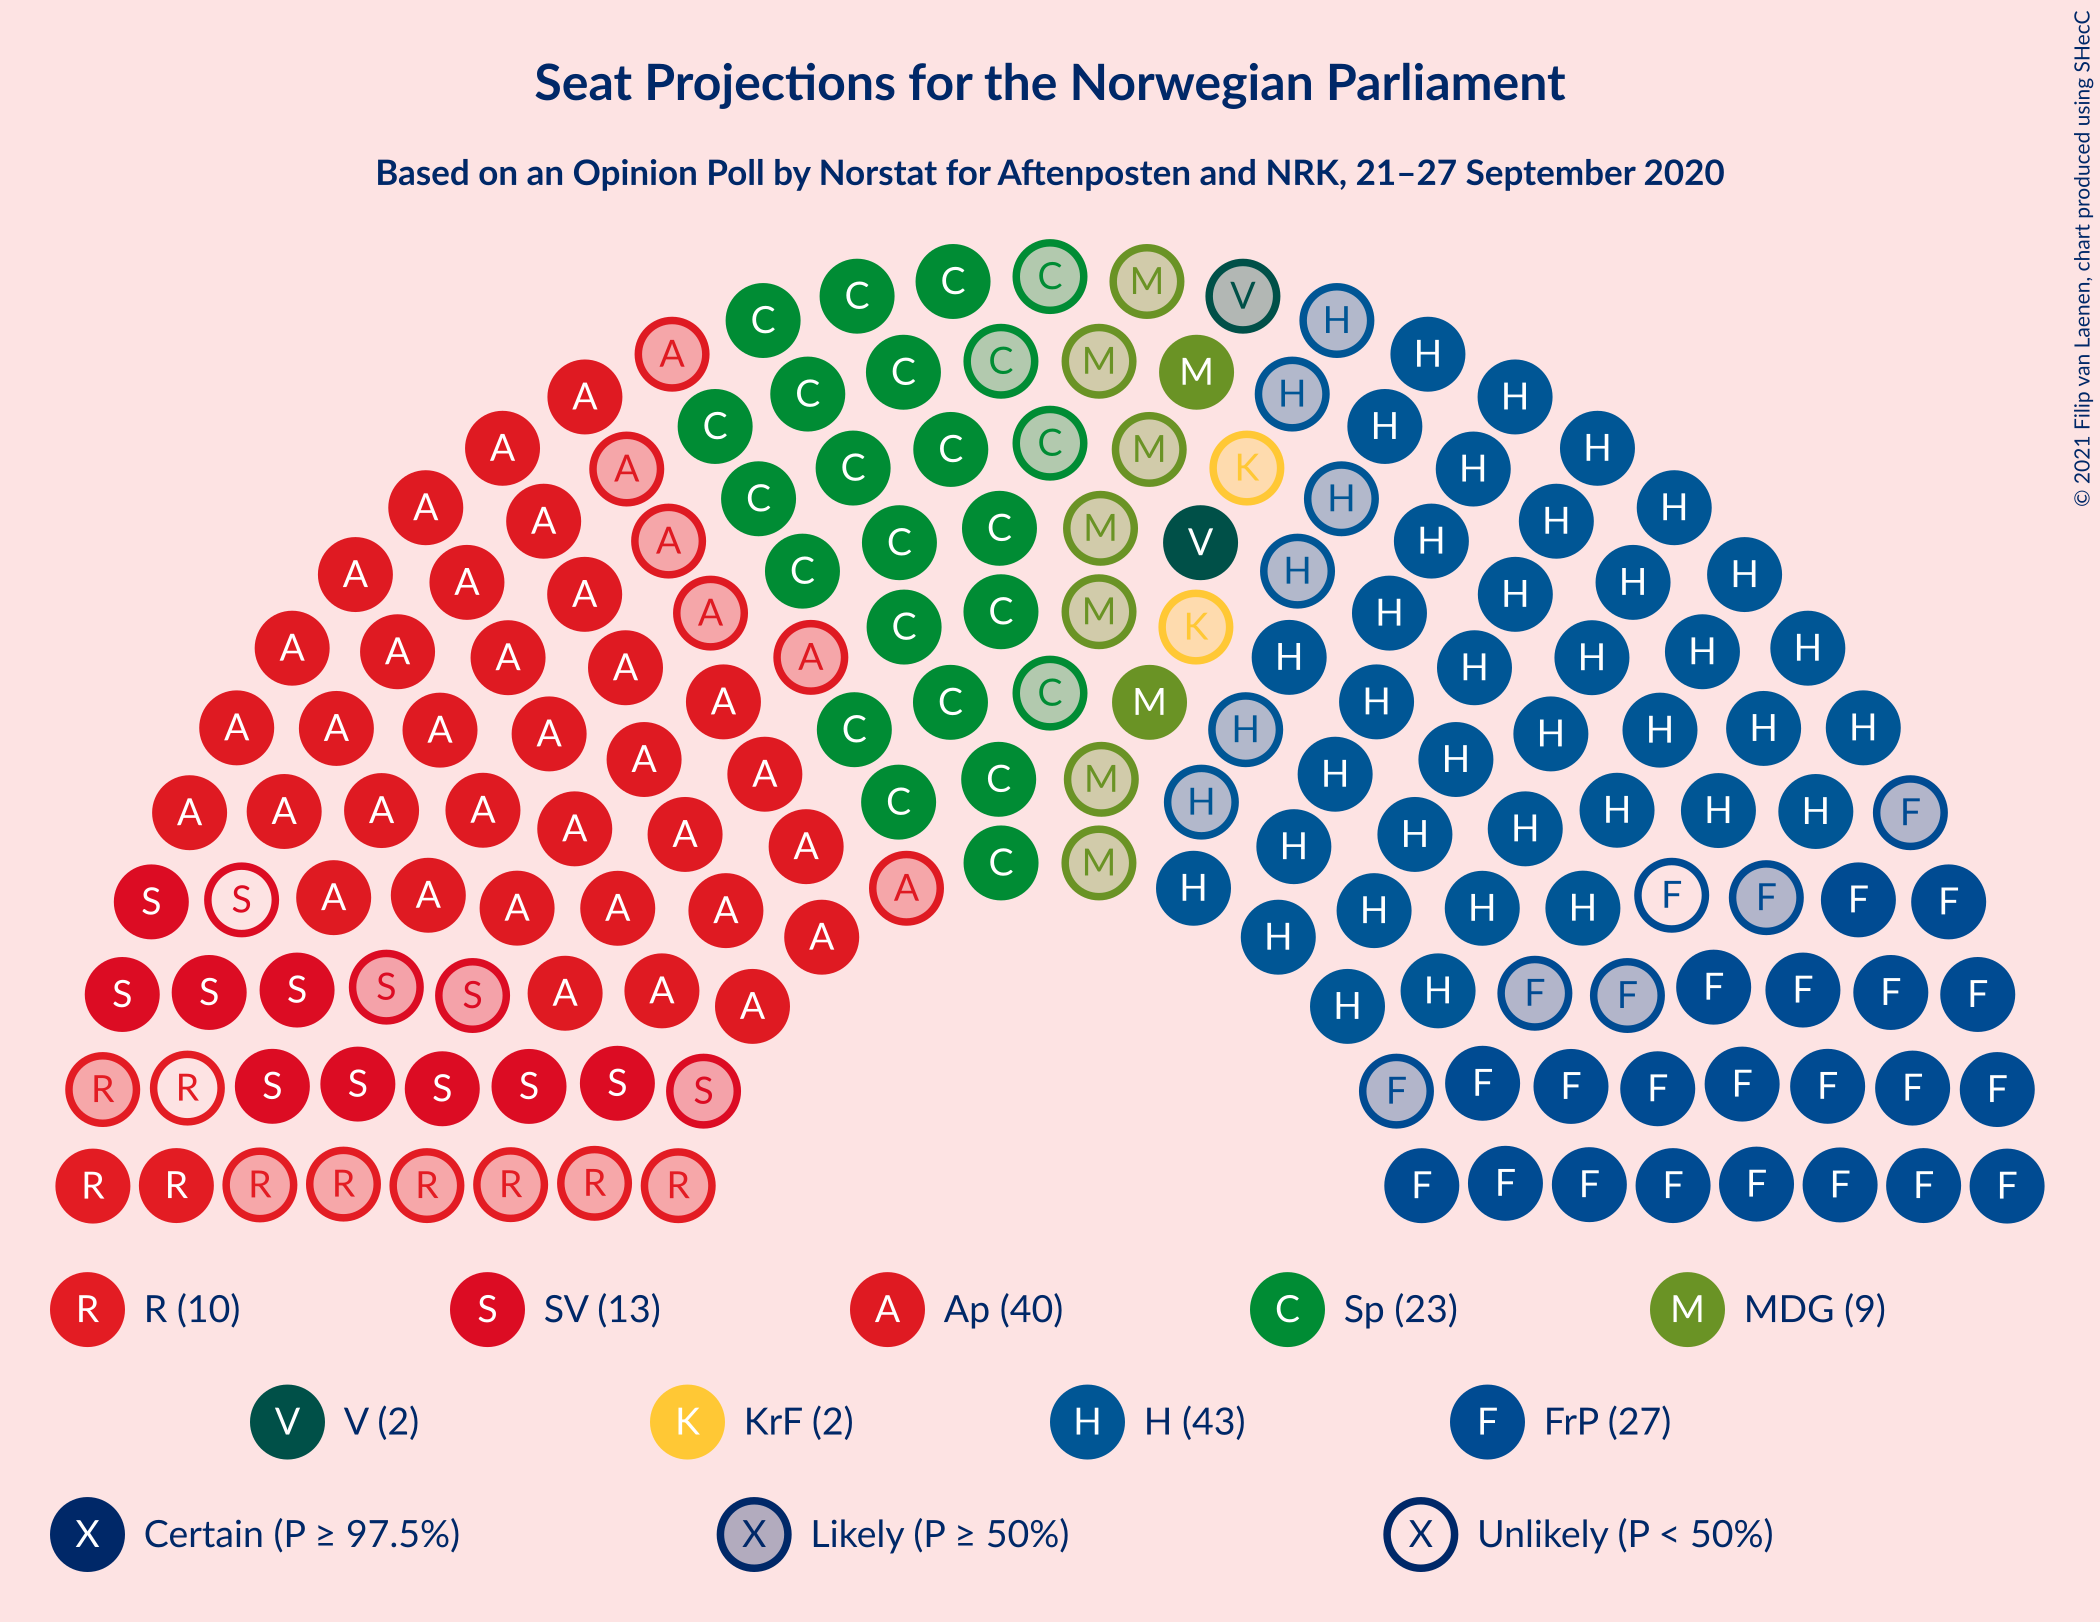 Seat Projections for the Norwegian Parliament
Based on an Opinion Poll by Norstat for Aftenposten and NRK, 21–27 September 2020
© 2021 Filip van Laenen, chart produced using SHecC
C C C M V
C H
A C C M M H
A C H H
A C C C M H H
A C K H
A A C H H H
A C C M V H
A A A C H H H H
A C C M K H
A A A A A H H H H H
A C C M H
A A A A C H H H H H
A A C M H H
A A A A C H H H H F
A A A H H H
C M
S S A A A A A A H H H H F F F F
A H
S S S S S A A A H H F F F F F F
R R S S S S S S F F F F F F F F
R R R R R R R R F F F F F F F F
R R (10) S SV (13) A Ap (40) C Sp (23) M MDG (9)
V V (2) K KrF (2) H H (43) F FrP (27)
X Certain (P ≥ 97.5%) X Likely (P ≥ 50%) X Unlikely (P < 50%)